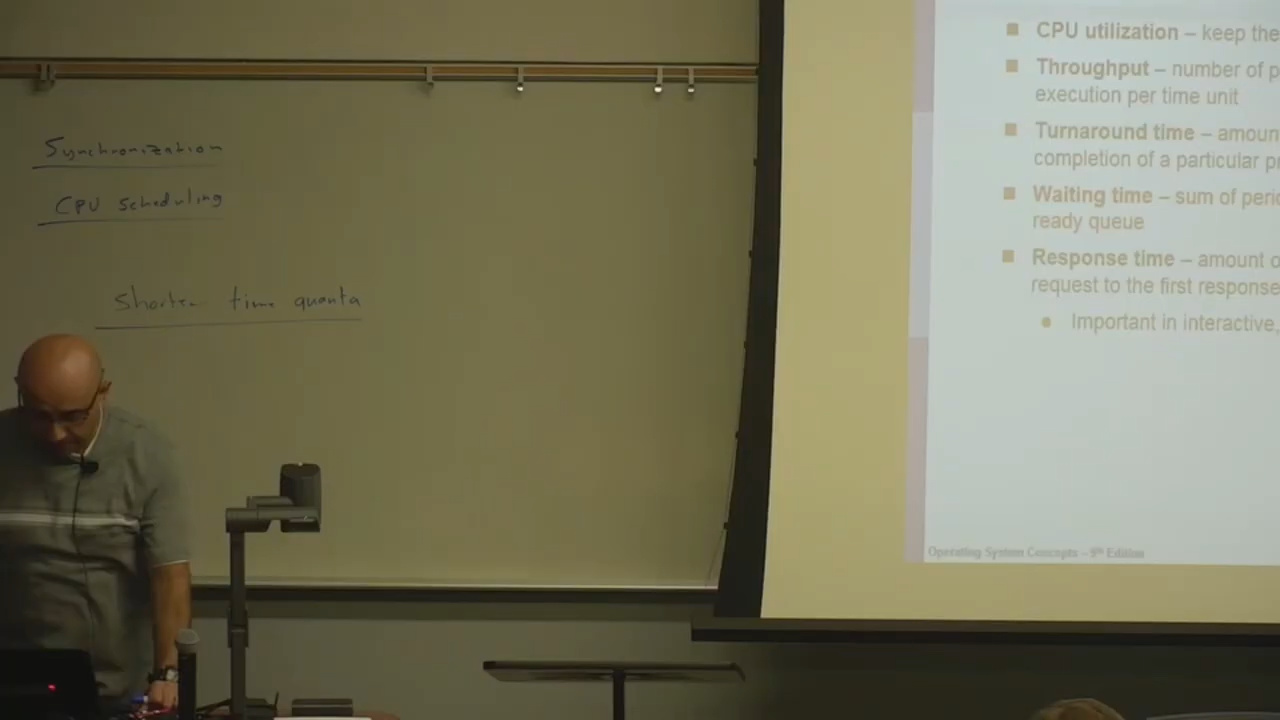 Synchronization
CPU Scheduling
Shorter time quanta
■ CPU utilization – keep the
■ Throughput – number of p
execution per time unit
■ Turnaround time – amoun
completion of a particular pr
■ Waiting time – sum of peri
ready queue
■ Response time – amount o
request to the first response
● Important in interactive,
Operating System Concepts – 9th Edition